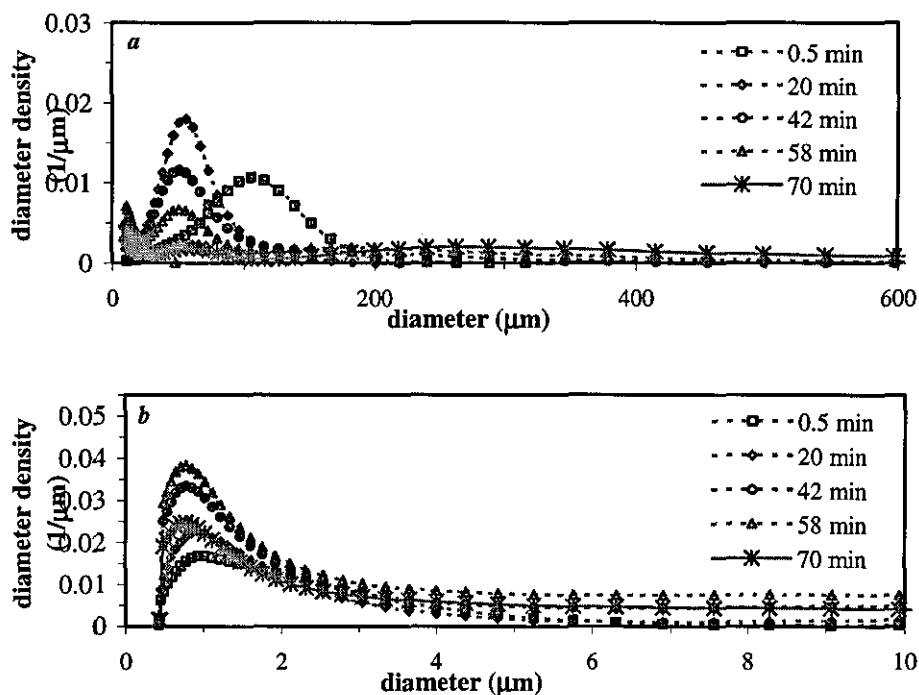 a
0.03
0.02
0.01
0
0
200
400
600
diameter density
(1/μm)
diameter (μm)
0.5 min
20 min
42 min
58 min
70 min
b
0.05
0.04
0.03
0.02
0.01
0
0
2
4
6
8
10
diameter density
(1/μm)
diameter (μm)
0.5 min
20 min
42 min
58 min
70 min